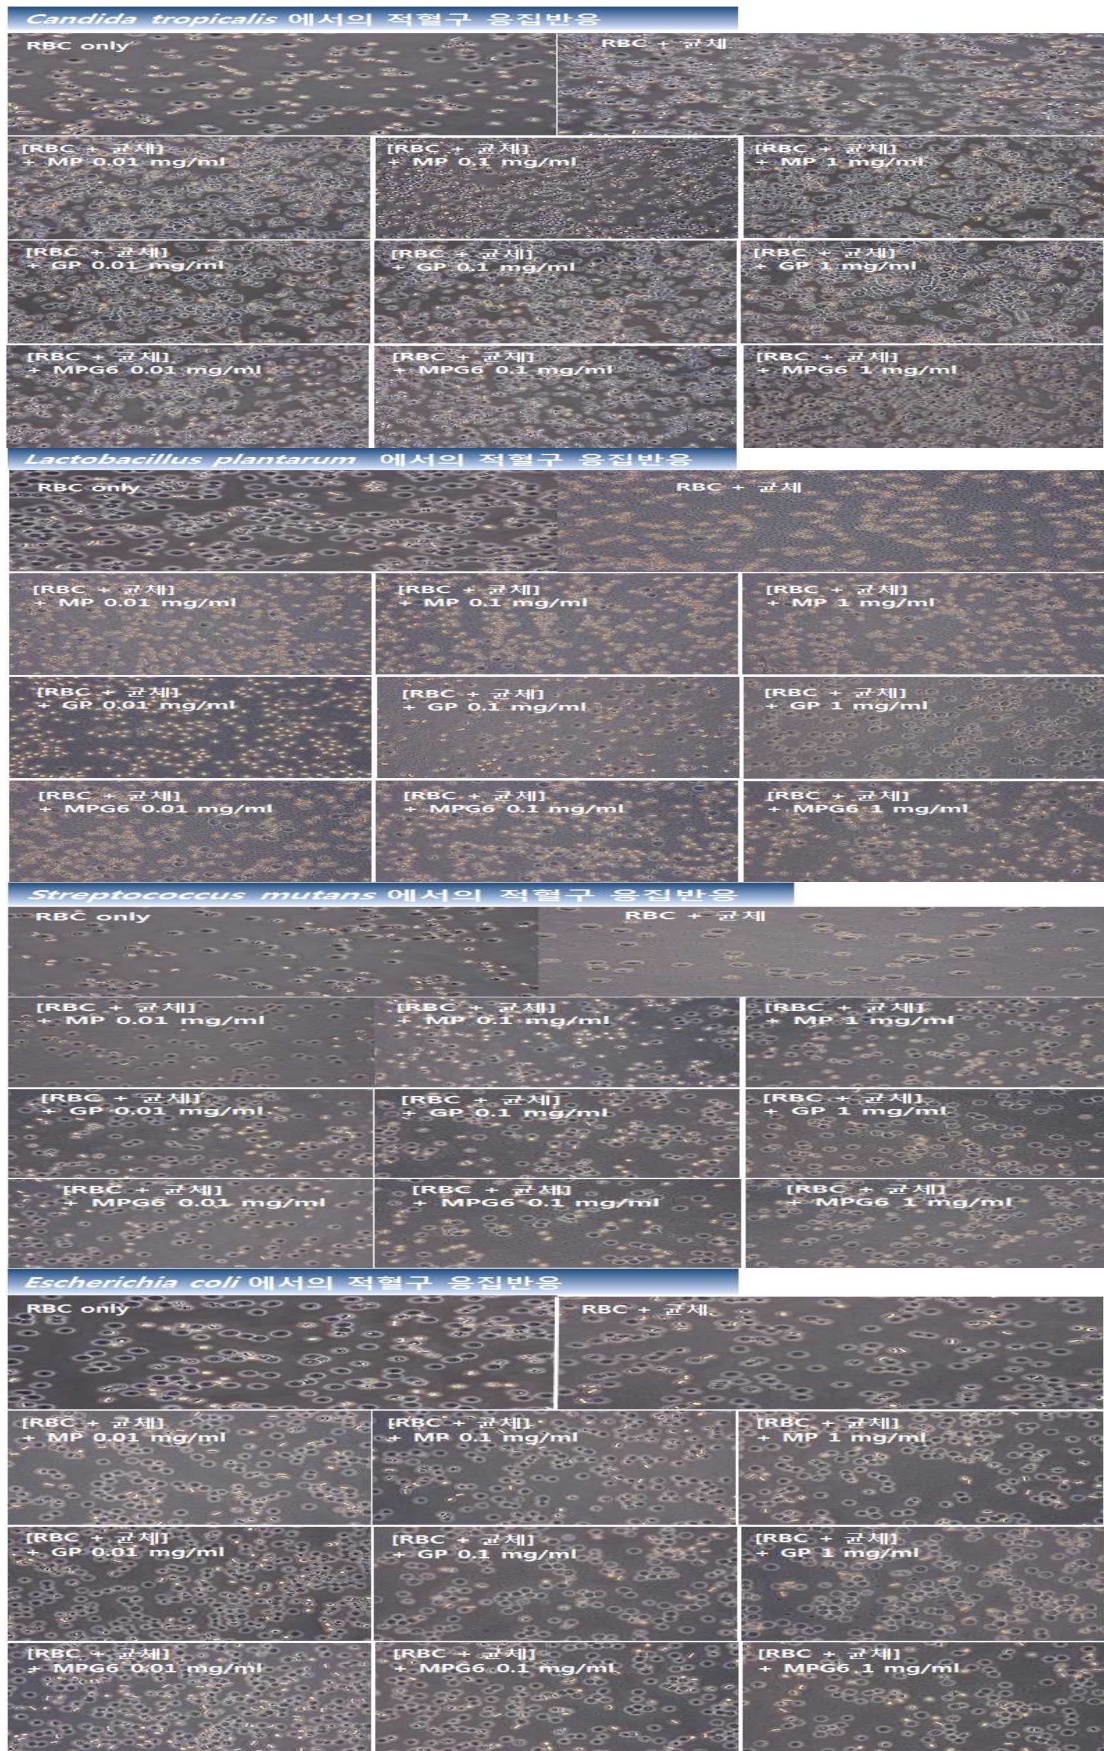 Candida tropicalis 에서의 적혈구 응집반응
RBC only
RBC + 균체
[RBC + 균체]
+ MP 0.01 mg/ml
[RBC + 균체]
+ MP 0.1 mg/ml
[RBC + 균체]
+ MP 1 mg/ml
[RBC + 균체]
+ GP 0.01 mg/ml
[RBC + 균체]
+ GP 0.1 mg/ml
[RBC + 균체]
+ GP 1 mg/ml
[RBC + 균체]
+ MPG6 0.01 mg/ml
[RBC + 균체]
+ MPG6 0.1 mg/ml
[RBC + 균체]
+ MPG6 1 mg/ml
Lactobacillus plantarum 에서의 적혈구 응집반응
RBC only
RBC + 균체
[RBC + 균체]
+ MP 0.01 mg/ml
[RBC + 균체]
+ MP 0.1 mg/ml
[RBC + 균체]
+ MP 1 mg/ml
[RBC + 균체]
+ GP 0.01 mg/ml
[RBC + 균체]
+ GP 0.1 mg/ml
[RBC + 균체]
+ GP 1 mg/ml
[RBC + 균체]
+ MPG6 0.01 mg/ml
[RBC + 균체]
+ MPG6 0.1 mg/ml
[RBC + 균체]
+ MPG6 1 mg/ml
Streptococcus mutans 에서의 적혈구 응집반응
RBC only
RBC + 균체
[RBC + 균체]
+ MP 0.01 mg/ml
[RBC + 균체]
+ MP 0.1 mg/ml
[RBC + 균체]
+ MP 1 mg/ml
[RBC + 균체]
+ GP 0.01 mg/ml
[RBC + 균체]
+ GP 0.1 mg/ml
[RBC + 균체]
+ GP 1 mg/ml
[RBC + 균체]
+ MPG6 0.01 mg/ml
[RBC + 균체]
+ MPG6 0.1 mg/ml
[RBC + 균체]
+ MPG6 1 mg/ml
Escherichia coli 에서의 적혈구 응집반응
RBC only
RBC + 균체
[RBC + 균체]
+ MP 0.01 mg/ml
[RBC + 균체]
+ MP 0.1 mg/ml
[RBC + 균체]
+ MP 1 mg/ml
[RBC + 균체]
+ GP 0.01 mg/ml
[RBC + 균체]
+ GP 0.1 mg/ml
[RBC + 균체]
+ GP 1 mg/ml
[RBC + 균체]
+ MPG6 0.01 mg/ml
[RBC + 균체]
+ MPG6 0.1 mg/ml
[RBC + 균체]
+ MPG6 1 mg/ml